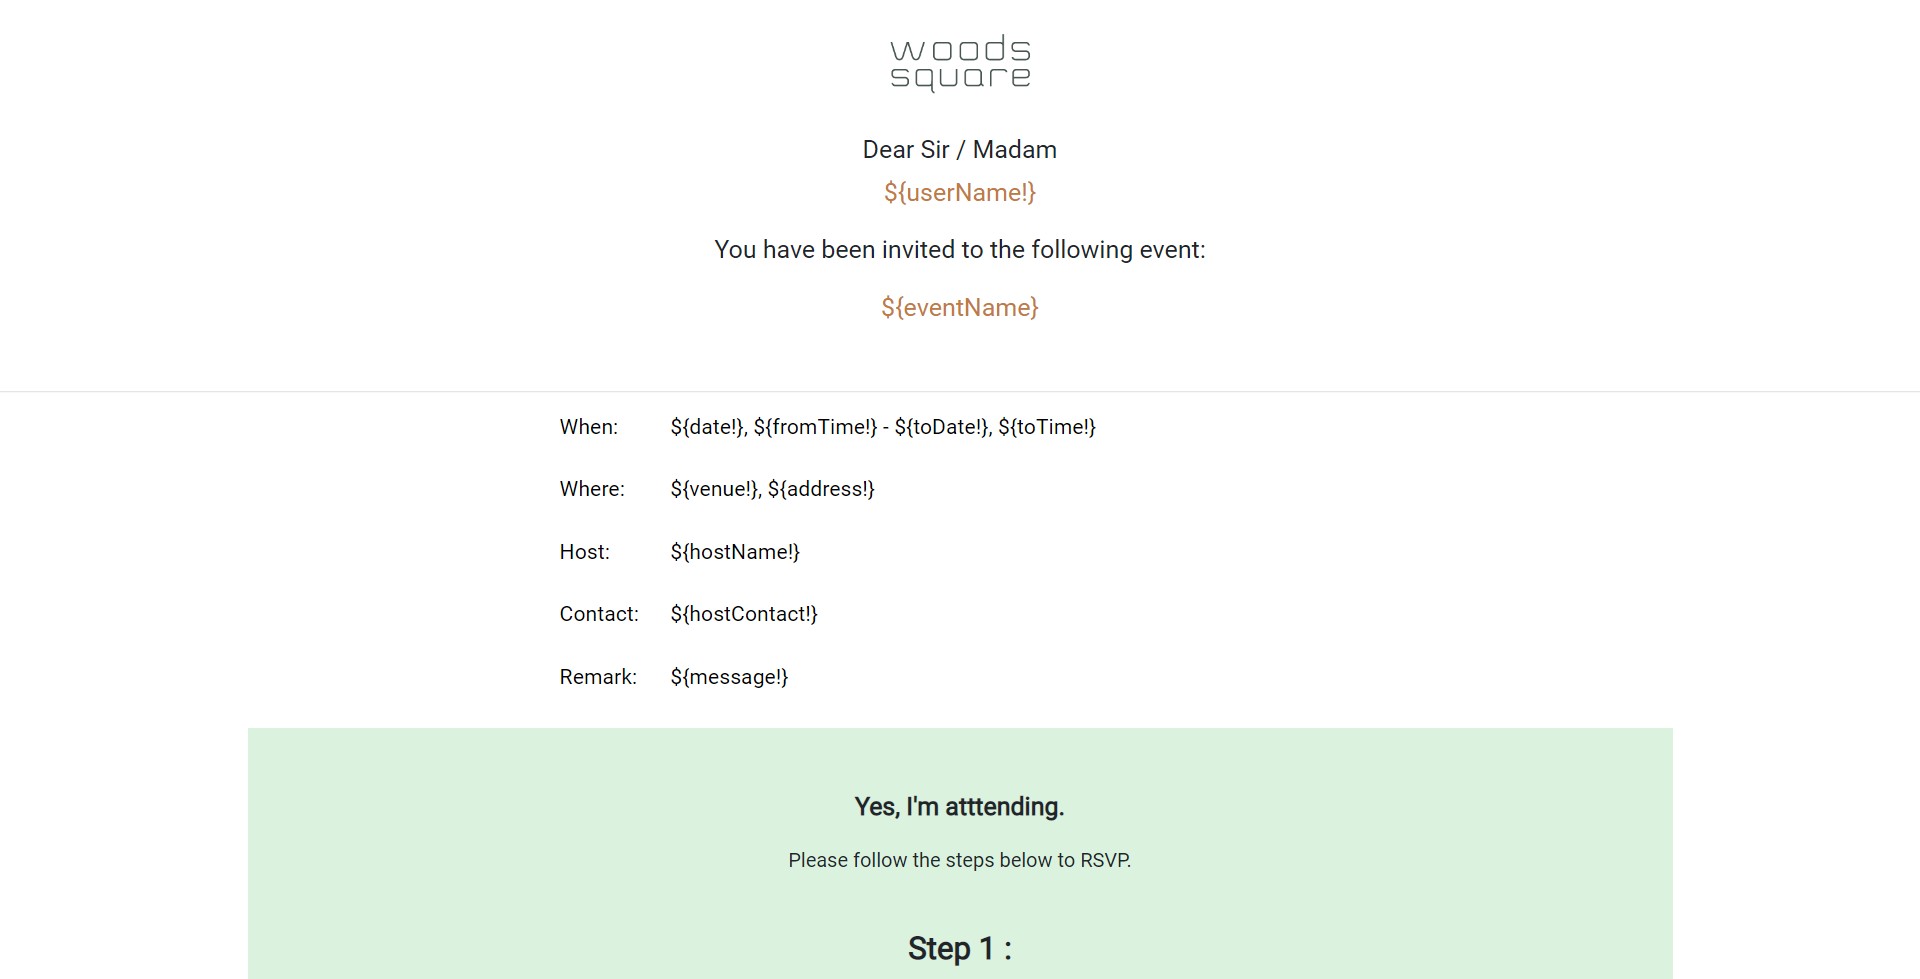 woods
square
Dear Sir / Madam
${userName!}
You have been invited to the following event:
${eventName}
When: ${date!}, ${fromTime!} - ${toDate!}, ${toTime!}
Where: ${venue!}, ${address!}
Host: ${hostName!}
Contact: ${hostContact!}
Remark: ${message!}
Yes, I'm atttending.
Please follow the steps below to RSVP.
Step 1 :